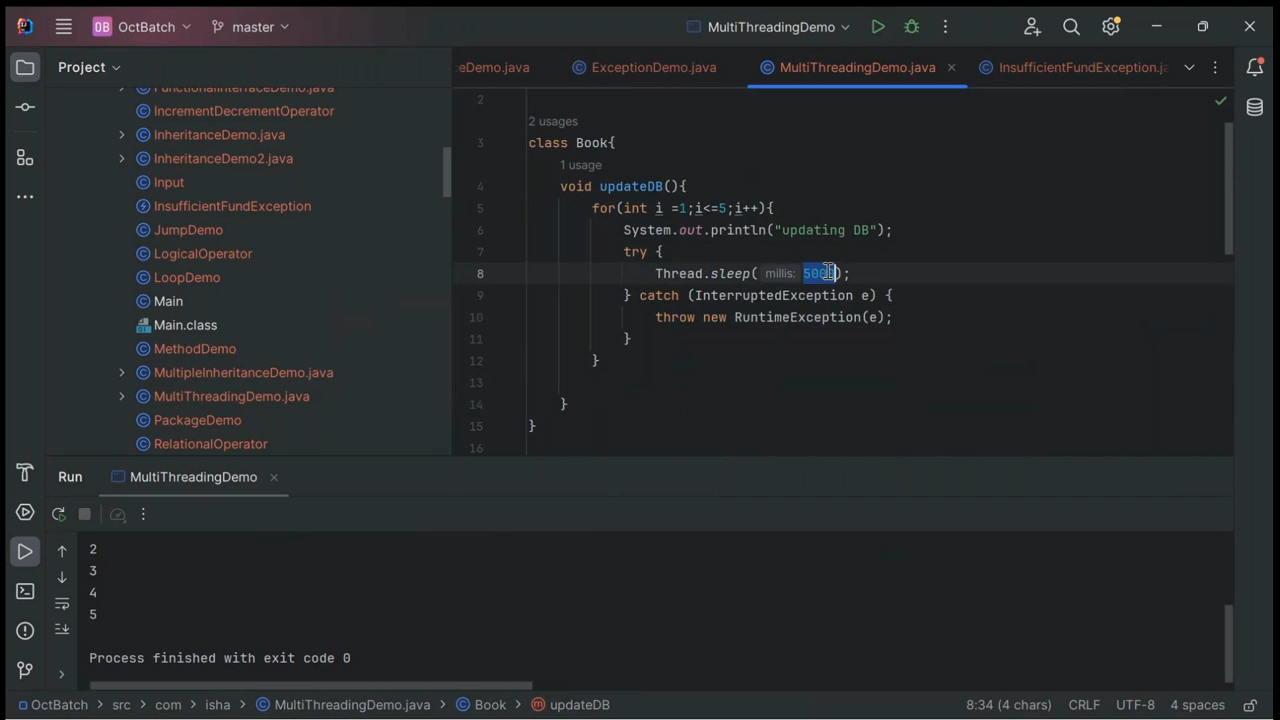 OB OctBatch master MultiThreadingDemo
Project
eDemo.java ExceptionDemo.java MultiThreadingDemo.java InsufficientFundException.ja
FunctionalInterfaceDemo.java
IncrementDecrementOperator
InheritanceDemo.java
InheritanceDemo2.java
Input
InsufficientFundException
JumpDemo
LogicalOperator
LoopDemo
Main
Main.class
MethodDemo
MultipleInheritanceDemo.java
MultiThreadingDemo.java
PackageDemo
RelationalOperator
2
2 usages
3 class Book{
1 usage
4 void updateDB(){
5 for(int i =1;i<=5;i++){
6 System.out.println("updating DB");
7 try {
8 Thread.sleep( millis: 5000);
9 } catch (InterruptedException e) {
10 throw new RuntimeException(e);
11 }
12 }
13
14 }
15 }
16
Run MultiThreadingDemo
2
3
4
5
Process finished with exit code 0
OctBatch > src > com > isha > MultiThreadingDemo.java > Book > updateDB 8:34 (4 chars) CRLF UTF-8 4 spaces